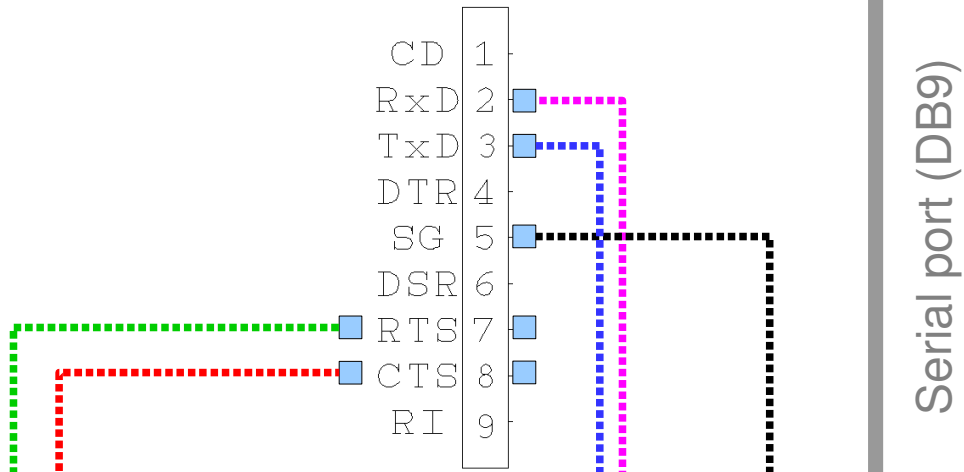 CD 1
RxD 2
TxD 3
DTR 4
SG 5
DSR 6
RTS 7
CTS 8
RI 9
Serial port (DB9)